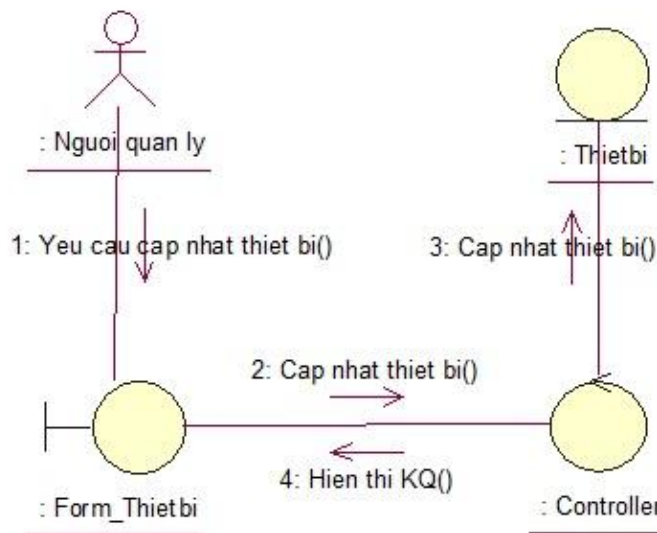 : Nguoi quan ly
: Thietbi
1: Yeu cau cap nhat thiet bi()
3: Cap nhat thiet bi()
2: Cap nhat thiet bi()
4: Hien thi KQ()
: Form_Thietbi
: Controller